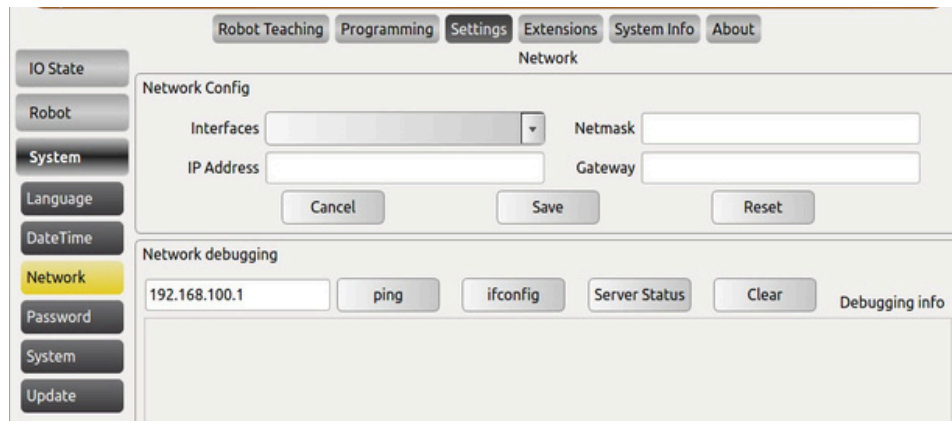 Robot Teaching Programming Settings Extensions System Info About
Network
IO State
Robot
System
Language
DateTime
Network
Password
System
Update
Network Config
Interfaces Netmask
IP Address Gateway
Cancel Save Reset
Network debugging
192.168.100.1 ping ifconfig Server Status Clear Debugging info